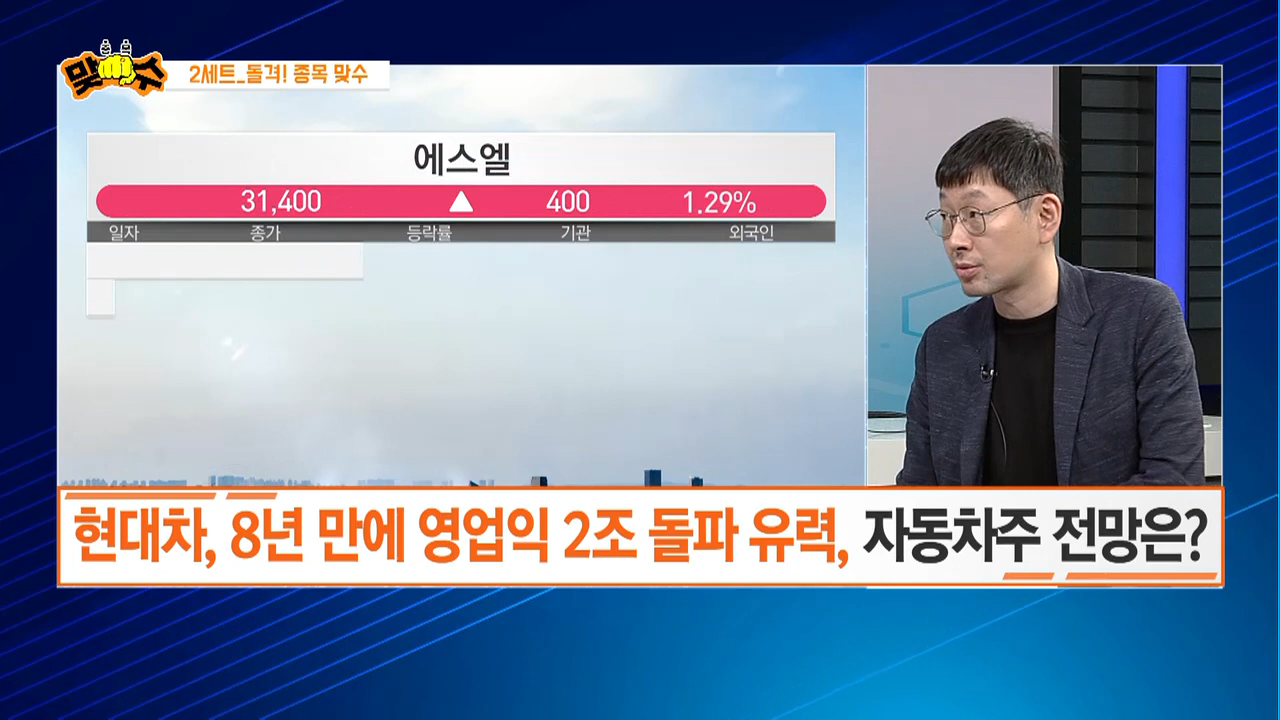 종목
맞수
2세트_돌격! 종목 맞수
에스엘
31,400 ▲ 400 1.29%
일자 종가 등락률 기관 외국인
현대차, 8년 만에 영업익 2조 돌파 유력, 자동차주 전망은?